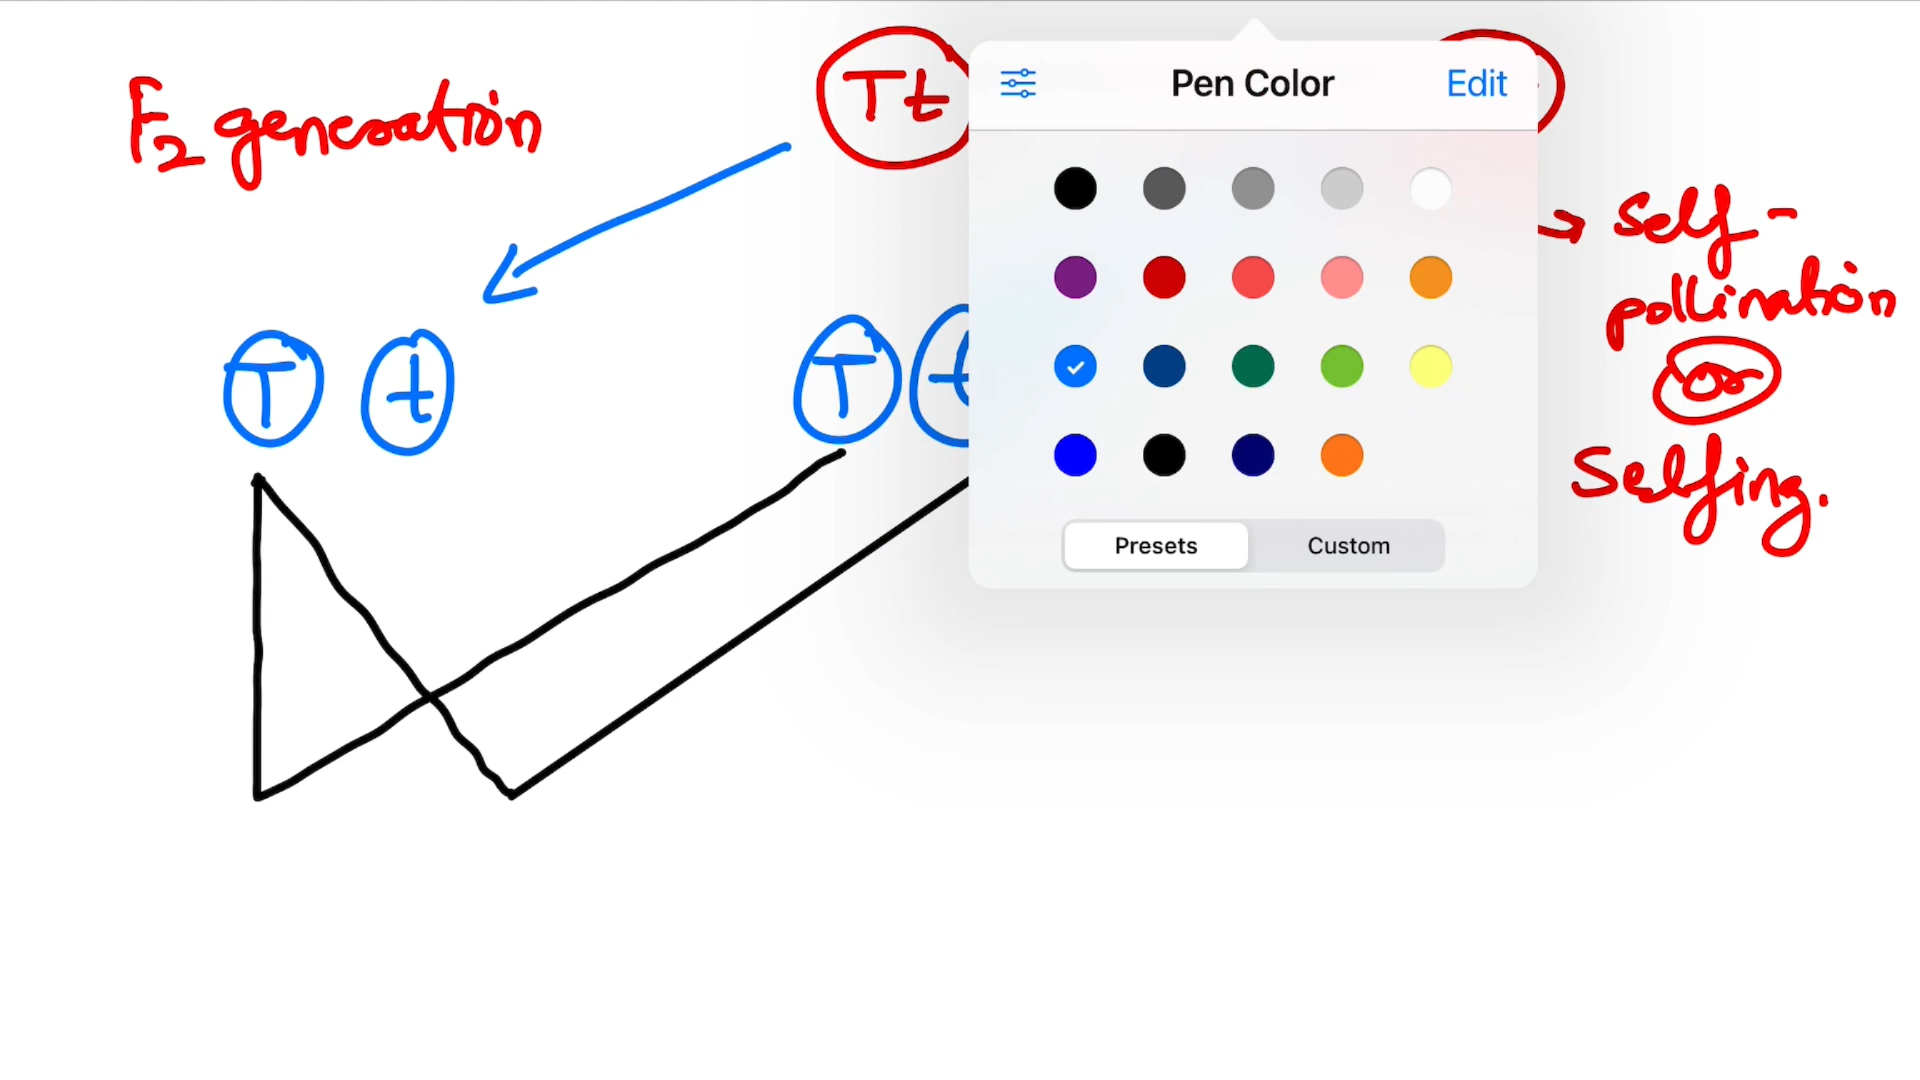 F2 generation
Tt
Pen Color
Edit
self-
pollination
or
Selfing.
T t
T t
Presets
Custom